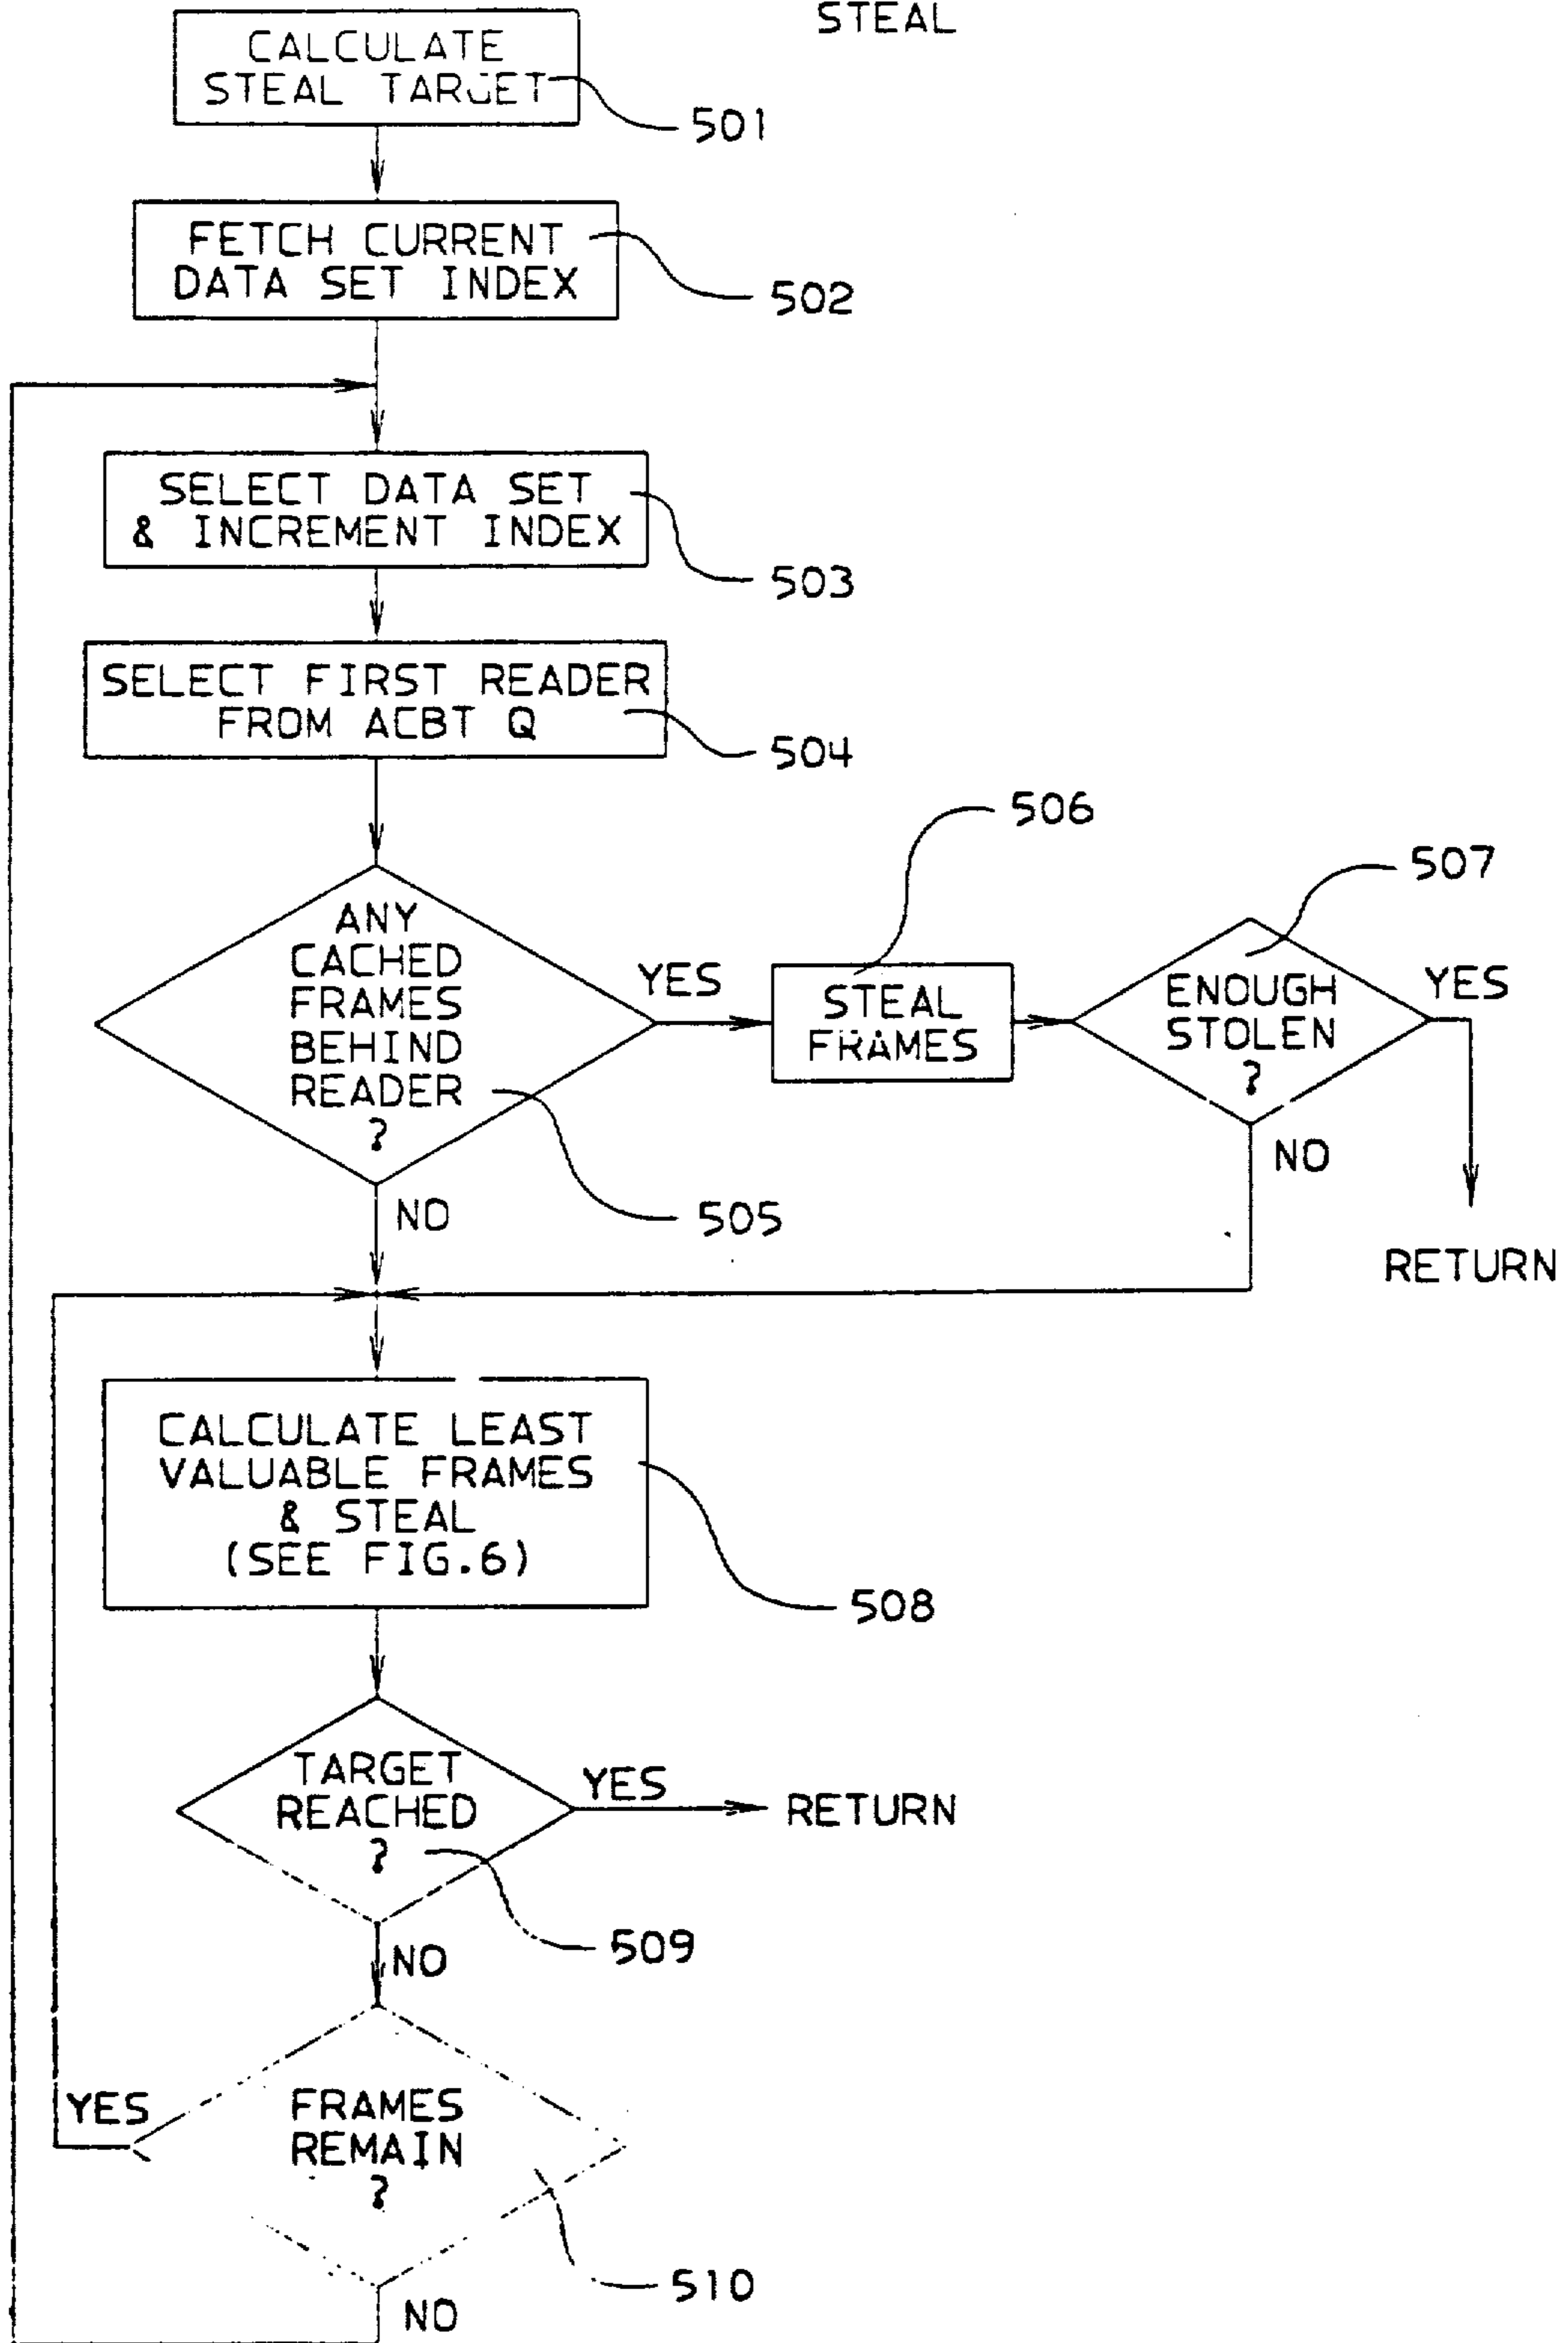 STEAL
CALCULATE
STEAL TARGET
501
FETCH CURRENT
DATA SET INDEX
502
SELECT DATA SET
& INCREMENT INDEX
503
SELECT FIRST READER
FROM ACBT Q
504
ANY
CACHED
FRAMES
BEHIND
READER
?
505
YES
NO
506
STEAL
FRAMES
507
ENOUGH
STOLEN
?
YES
NO
RETURN
CALCULATE LEAST
VALUABLE FRAMES
& STEAL
(SEE FIG.6)
508
TARGET
REACHED
?
YES
RETURN
509
NO
YES
FRAMES
REMAIN
?
510
NO